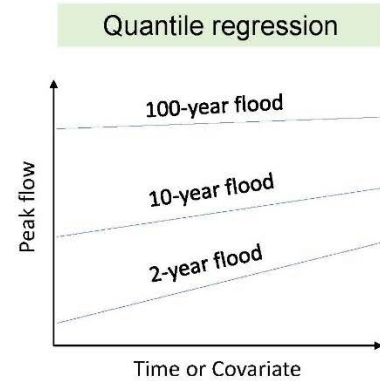 Quantile regression
100-year flood
10-year flood
2-year flood
Peak flow
Time or Covariate